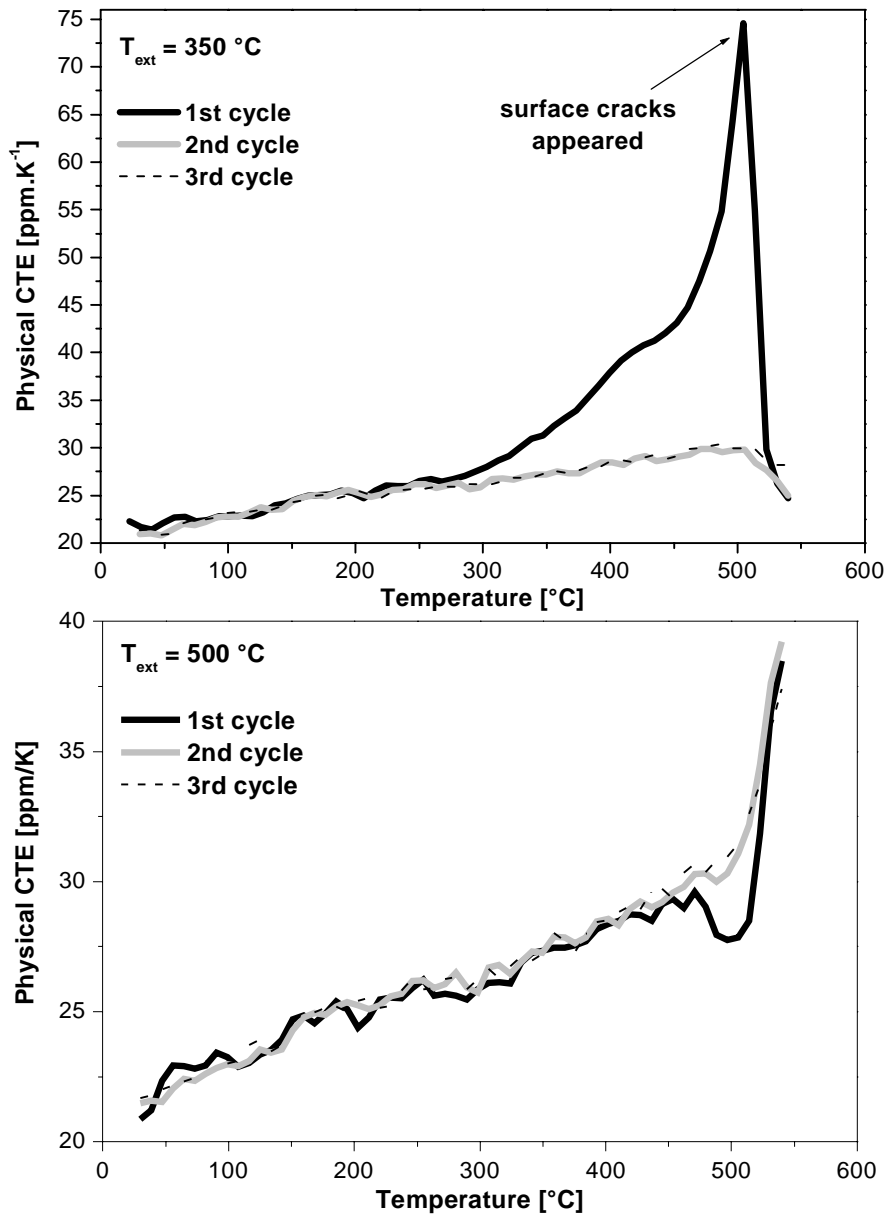 75
70
65
60
55
50
45
40
35
30
25
20
Physical CTE [ppm.K⁻¹]
T_ext = 350 °C
1st cycle
2nd cycle
3rd cycle
surface cracks
appeared
0 100 200 300 400 500 600
Temperature [°C]
40
35
30
25
20
Physical CTE [ppm/K]
T_ext = 500 °C
1st cycle
2nd cycle
3rd cycle
0 100 200 300 400 500 600
Temperature [°C]